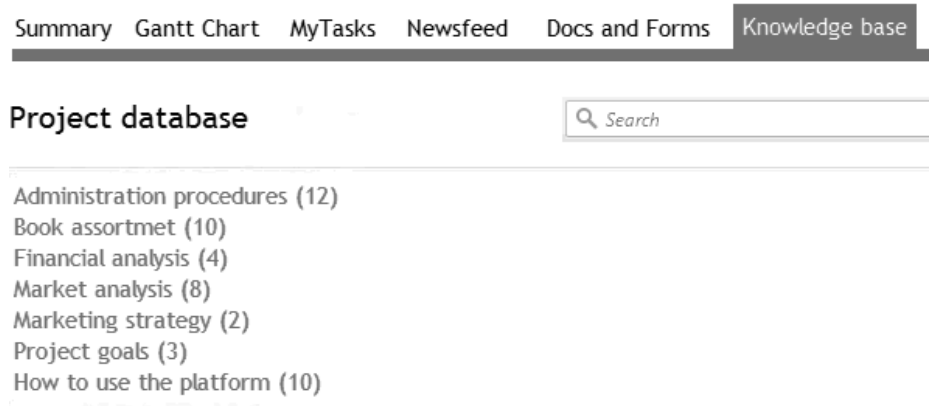 Summary Gantt Chart MyTasks Newsfeed Docs and Forms Knowledge base
Project database Search
Administration procedures (12)
Book assortmet (10)
Financial analysis (4)
Market analysis (8)
Marketing strategy (2)
Project goals (3)
How to use the platform (10)